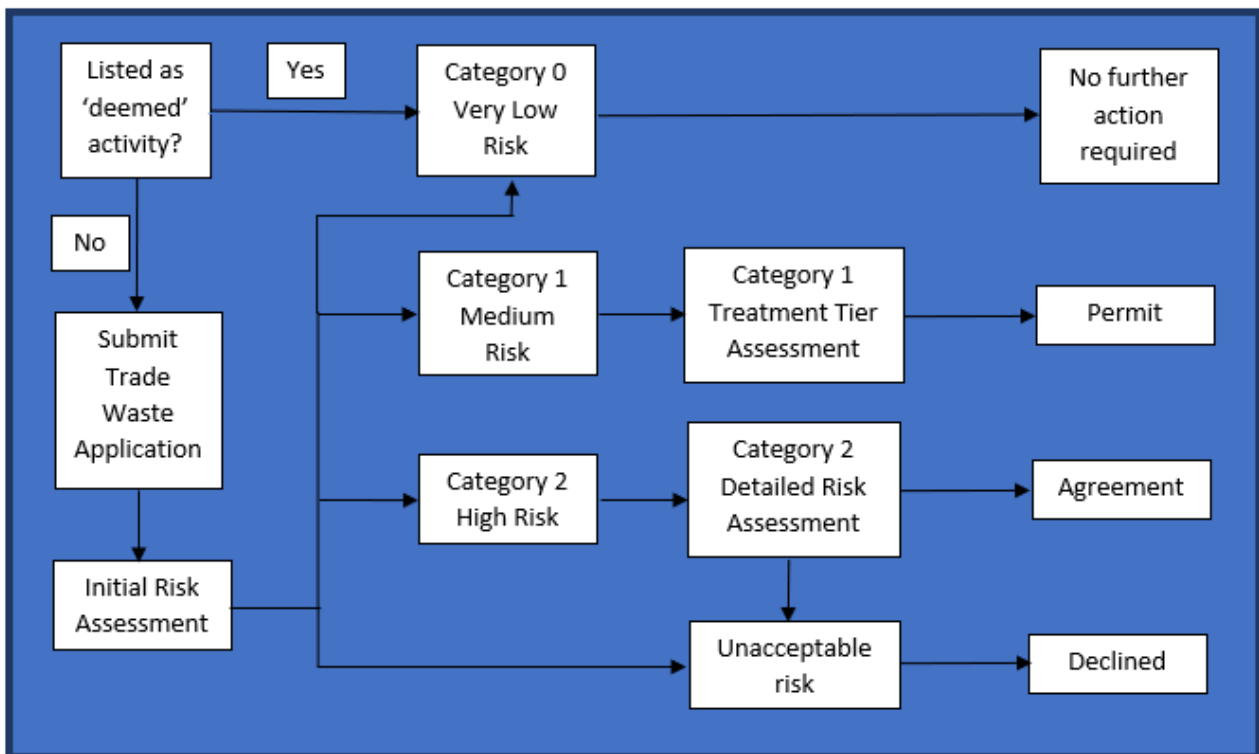 Listed as
‘deemed’
activity?
Yes
Category 0
Very Low
Risk
No further
action
required
No
Category 1
Medium
Risk
Category 1
Treatment Tier
Assessment
Permit
Submit
Trade
Waste
Application
Category 2
High Risk
Category 2
Detailed Risk
Assessment
Agreement
Initial Risk
Assessment
Unacceptable
risk
Declined